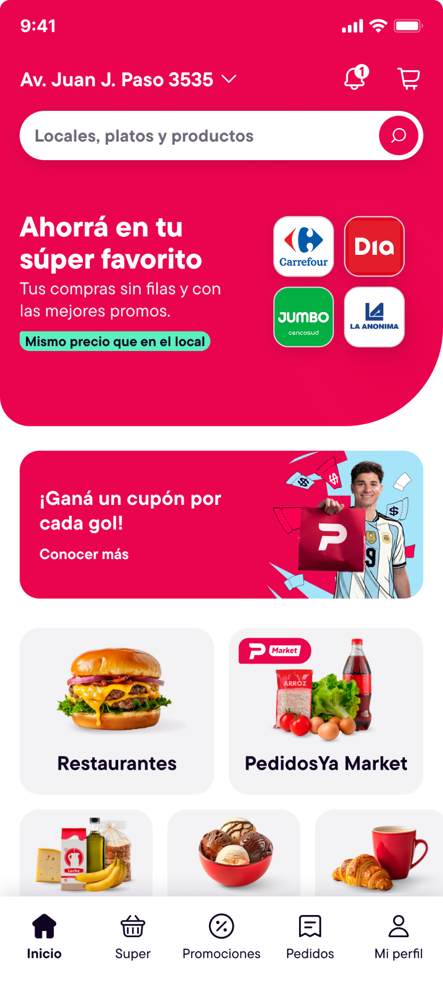 9:41
Av. Juan J. Paso 3535
1
Locales, platos y productos
Ahorrá en tu
súper favorito
Tus compras sin filas y con
las mejores promos.
Mismo precio que en el local
Carrefour
Dia
JUMBO
cencosud
LA ANONIMA
¡Ganá un cupón por
cada gol!
Conocer más
$
$
$
P
9
P Market
ARROZ
Restaurantes
PedidosYa Market
Leche
Inicio
Super
Promociones
Pedidos
Mi perfil